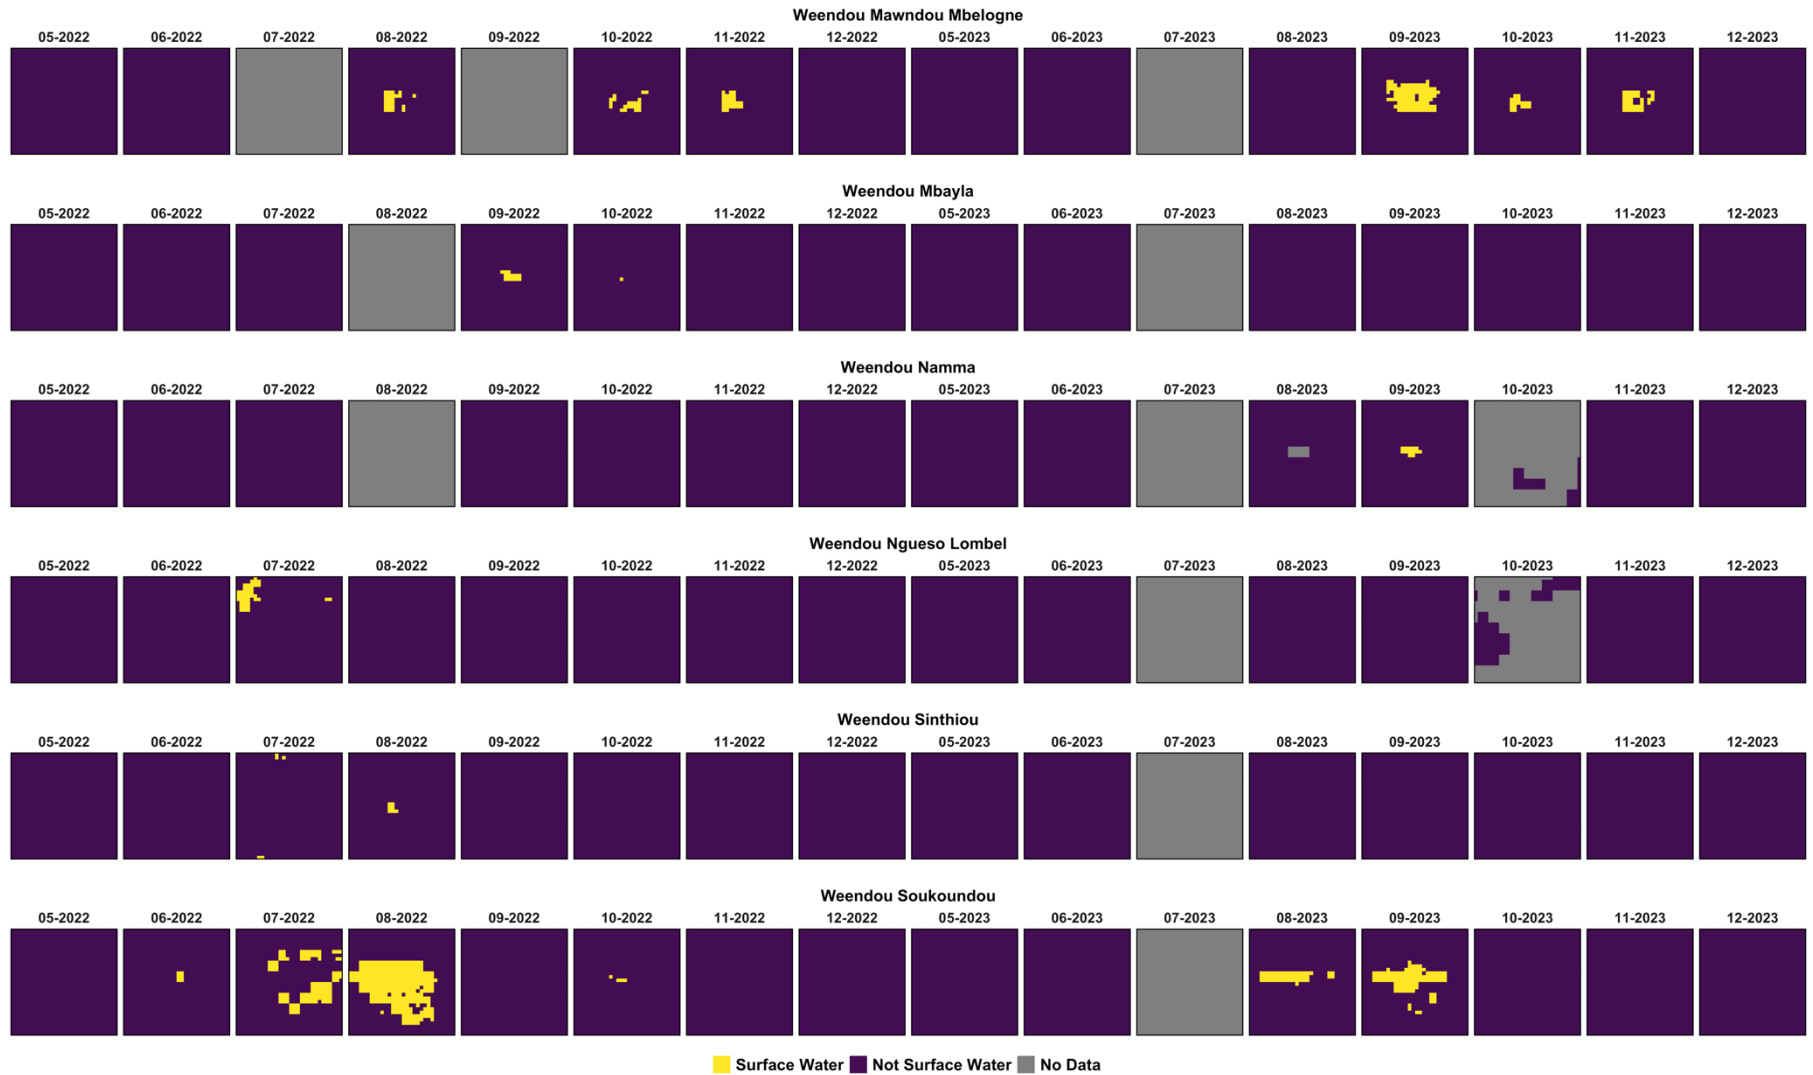 Weendou Mawndou Mbelogne
05-2022 06-2022 07-2022 08-2022 09-2022 10-2022 11-2022 12-2022 05-2023 06-2023 07-2023 08-2023 09-2023 10-2023 11-2023 12-2023
Weendou Mbayla
05-2022 06-2022 07-2022 08-2022 09-2022 10-2022 11-2022 12-2022 05-2023 06-2023 07-2023 08-2023 09-2023 10-2023 11-2023 12-2023
Weendou Namma
05-2022 06-2022 07-2022 08-2022 09-2022 10-2022 11-2022 12-2022 05-2023 06-2023 07-2023 08-2023 09-2023 10-2023 11-2023 12-2023
Weendou Ngueso Lombel
05-2022 06-2022 07-2022 08-2022 09-2022 10-2022 11-2022 12-2022 05-2023 06-2023 07-2023 08-2023 09-2023 10-2023 11-2023 12-2023
Weendou Sinthiou
05-2022 06-2022 07-2022 08-2022 09-2022 10-2022 11-2022 12-2022 05-2023 06-2023 07-2023 08-2023 09-2023 10-2023 11-2023 12-2023
Weendou Soukoundou
05-2022 06-2022 07-2022 08-2022 09-2022 10-2022 11-2022 12-2022 05-2023 06-2023 07-2023 08-2023 09-2023 10-2023 11-2023 12-2023
Surface Water Not Surface Water No Data